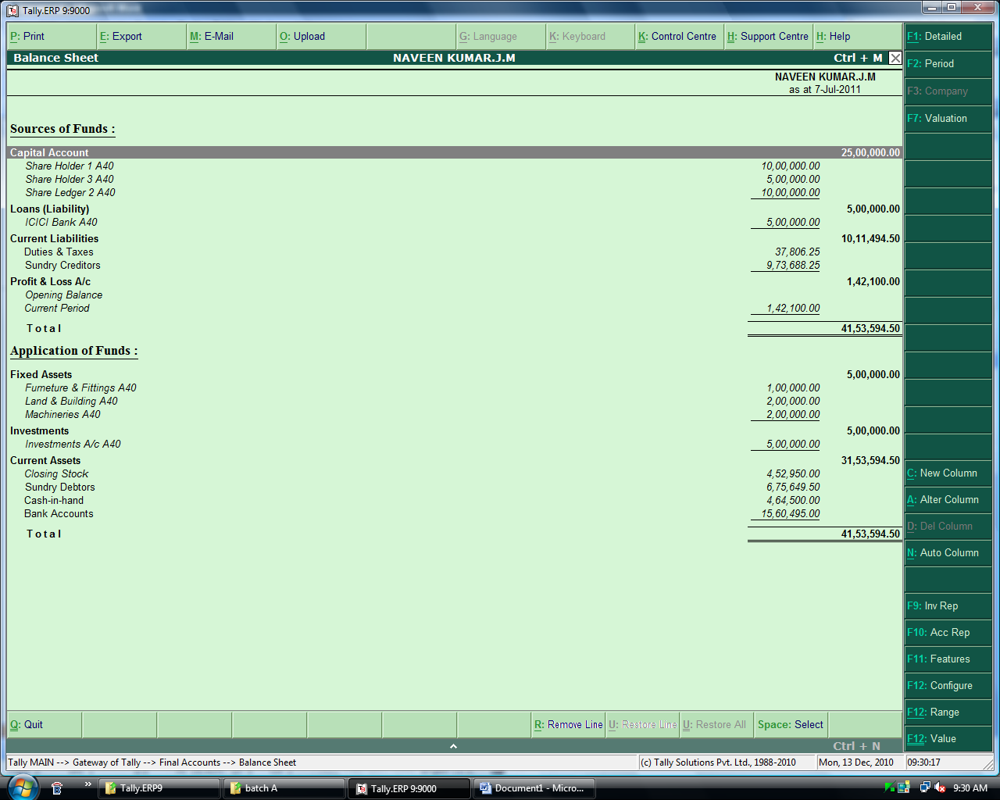 Tally.ERP 9:9000
P: Print E: Export M: E-Mail O: Upload G: Language K: Keyboard K: Control Centre H: Support Centre H: Help
Balance Sheet NAVEEN KUMAR.J.M Ctrl + M
NAVEEN KUMAR.J.M
as at 7-Jul-2011
Sources of Funds :
Capital Account 25,00,000.00
Share Holder 1 A40 10,00,000.00
Share Holder 3 A40 5,00,000.00
Share Ledger 2 A40 10,00,000.00
Loans (Liability) 5,00,000.00
ICICI Bank A40 5,00,000.00
Current Liabilities 10,11,494.50
Duties & Taxes 37,806.25
Sundry Creditors 9,73,688.25
Profit & Loss A/c 1,42,100.00
Opening Balance
Current Period 1,42,100.00
Total 41,53,594.50
Application of Funds :
Fixed Assets 5,00,000.00
Furneture & Fittings A40 1,00,000.00
Land & Building A40 2,00,000.00
Machineries A40 2,00,000.00
Investments 5,00,000.00
Investments A/c A40 5,00,000.00
Current Assets 31,53,594.50
Closing Stock 4,52,950.00
Sundry Debtors 6,75,649.50
Cash-in-hand 4,64,500.00
Bank Accounts 15,60,495.00
Total 41,53,594.50
F1: Detailed
F2: Period
F3: Company
F7: Valuation
C: New Column
A: Alter Column
D: Del Column
N: Auto Column
F9: Inv Rep
F10: Acc Rep
F11: Features
F12: Configure
F12: Range
F12: Value
Q: Quit R: Remove Line U: Restore Line U: Restore All Space: Select
Ctrl + N
Tally MAIN --> Gateway of Tally --> Final Accounts --> Balance Sheet (c) Tally Solutions Pvt. Ltd., 1988-2010 Mon, 13 Dec, 2010 09:30:17
Tally.ERP9 batch A Tally.ERP 9:9000 Document1 - Micro... 9:30 AM